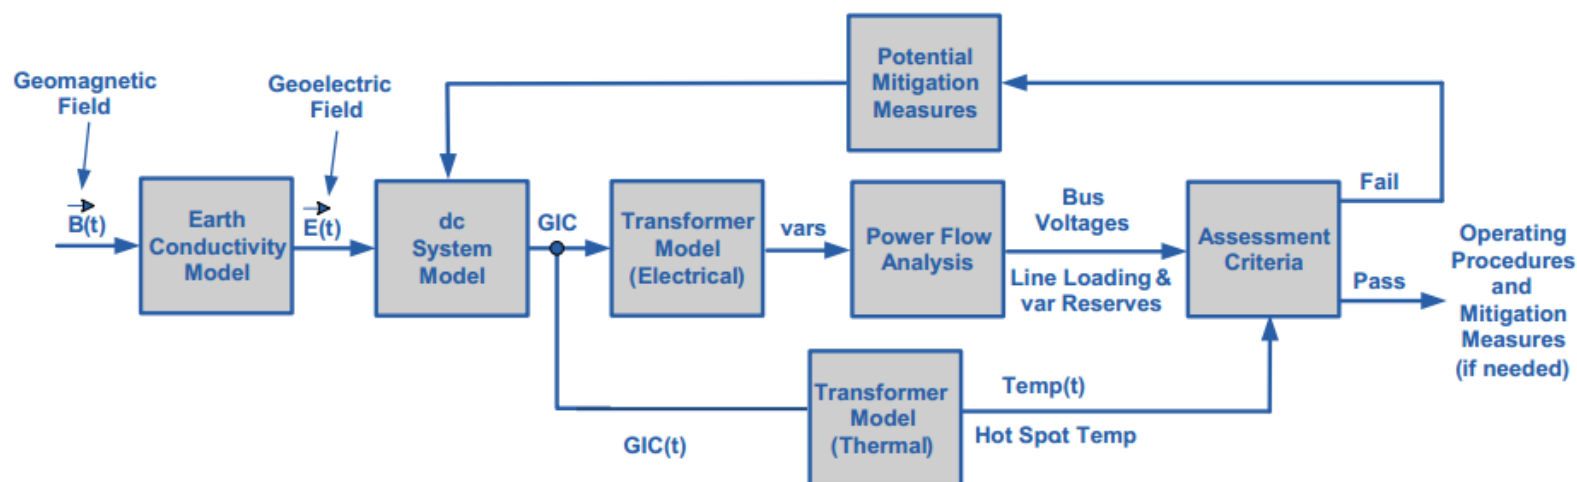 Geomagnetic
Field
Geoelectric
Field
Potential
Mitigation
Measures
B(t)
Earth
Conductivity
Model
E(t)
dc
System
Model
GIC
Transformer
Model
(Electrical)
vars
Power Flow
Analysis
Bus
Voltages
Line Loading &
var Reserves
Assessment
Criteria
Fail
Pass
Operating
Procedures
and
Mitigation
Measures
(if needed)
GIC(t)
Transformer
Model
(Thermal)
Temp(t)
Hot Spot Temp